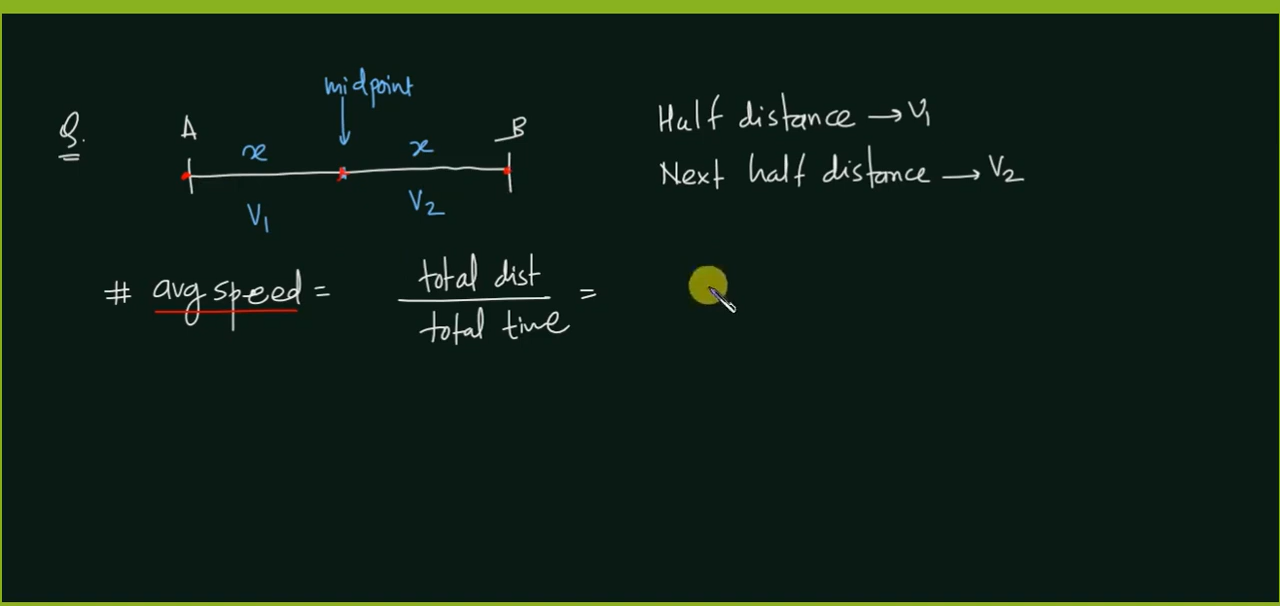 midpoint
Q. A x x B
V1 V2
Half distance → V1
Next half distance → V2
# avg speed = total dist / total time =